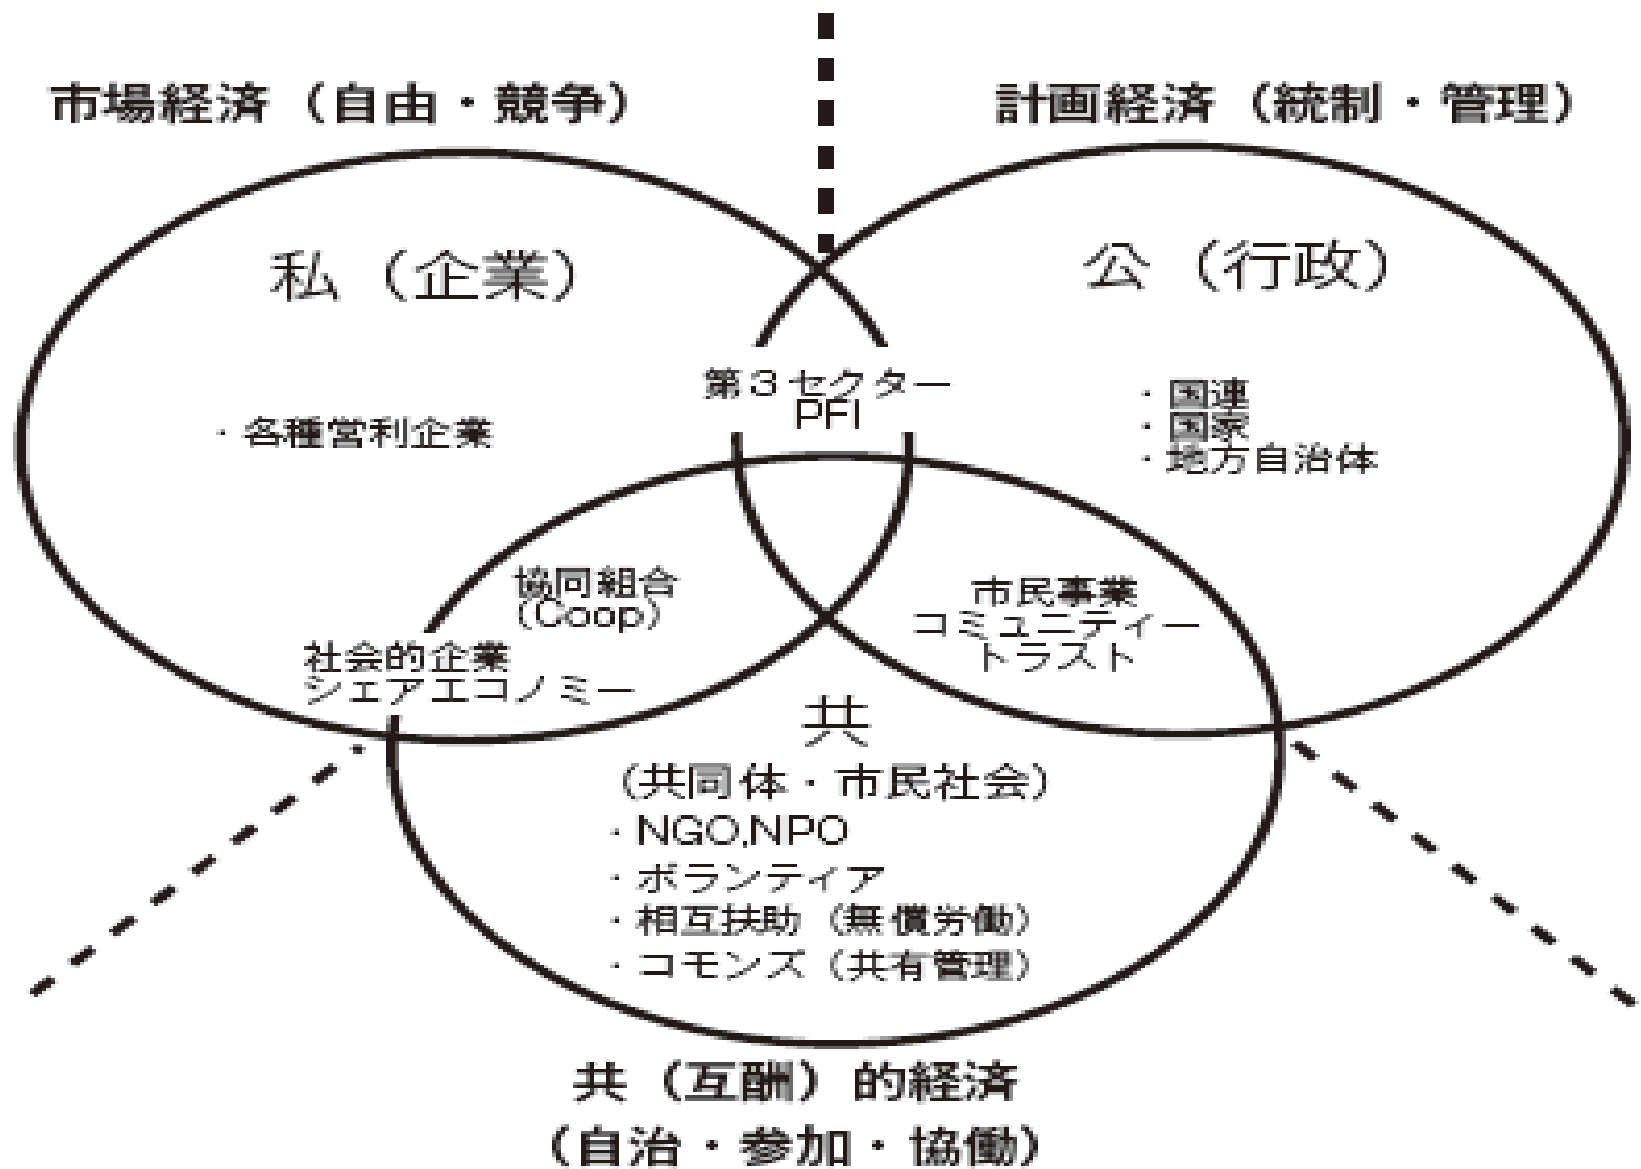 市場経済（自由・競争）
計画経済（統制・管理）
私（企業）
公（行政）
第３セクター
PFI
・各種営利企業
・国連
・国家
・地方自治体
協同組合
(Coop)
社会的企業
シェアエコノミー
市民事業
コミュニティー
トラスト
共
（共同体・市民社会）
・NGO,NPO
・ボランティア
・相互扶助（無償労働）
・コモンズ（共有管理）
共（互酬）的経済
（自治・参加・協働）